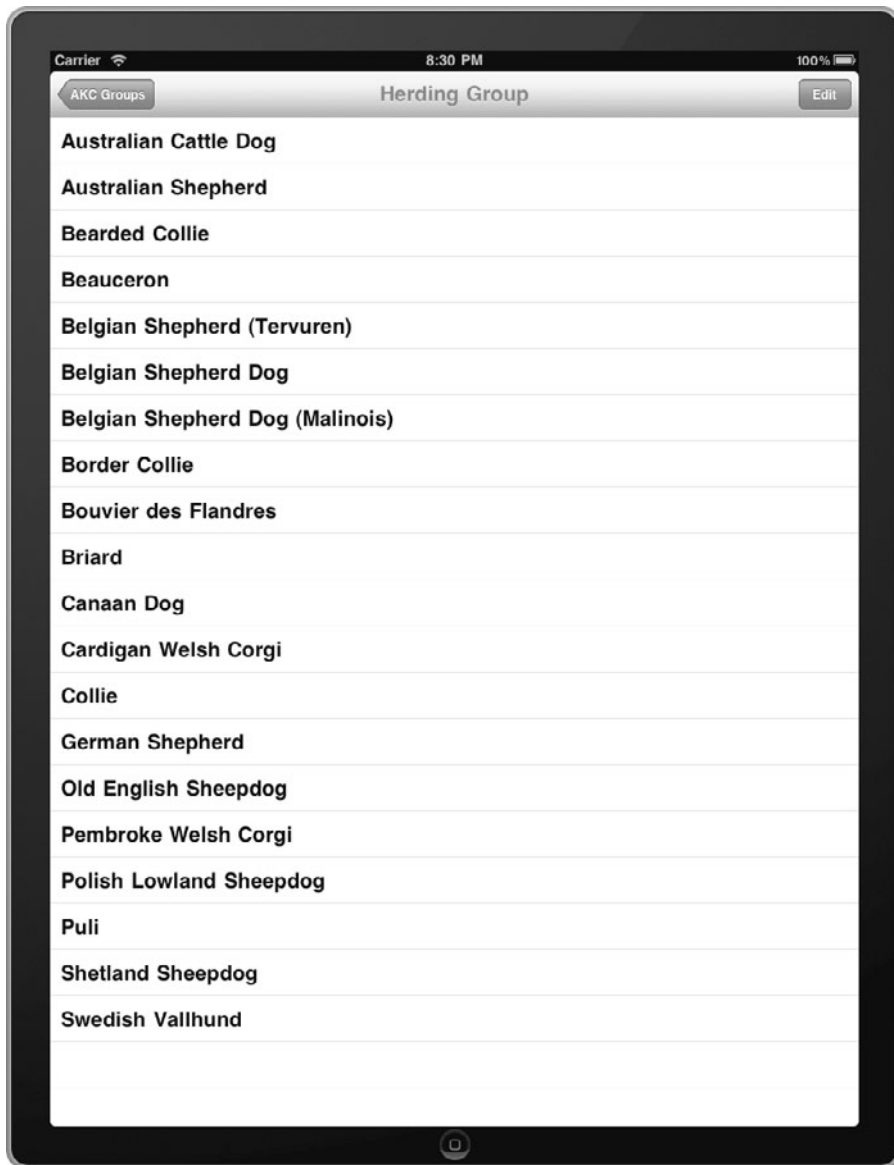 Carrier 8:30 PM 100%
AKC Groups Herding Group Edit
Australian Cattle Dog
Australian Shepherd
Bearded Collie
Beauceron
Belgian Shepherd (Tervuren)
Belgian Shepherd Dog
Belgian Shepherd Dog (Malinois)
Border Collie
Bouvier des Flandres
Briard
Canaan Dog
Cardigan Welsh Corgi
Collie
German Shepherd
Old English Sheepdog
Pembroke Welsh Corgi
Polish Lowland Sheepdog
Puli
Shetland Sheepdog
Swedish Vallhund